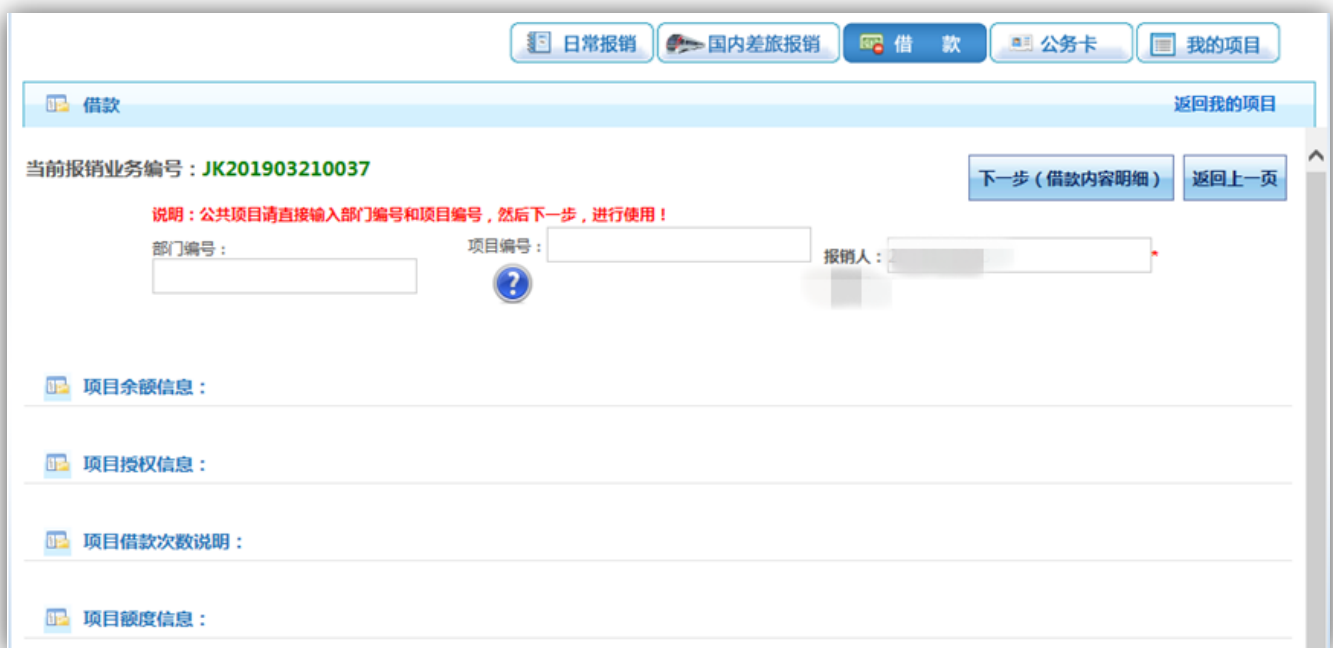 日常报销 国内差旅报销 借 款 公务卡 我的项目
借款 返回我的项目
当前报销业务编号：JK201903210037 下一步（借款内容明细） 返回上一页
说明：公共项目请直接输入部门编号和项目编号，然后下一步，进行使用！
部门编号： 项目编号： 报销人： *
?
项目余额信息：
项目授权信息：
项目借款次数说明：
项目额度信息：